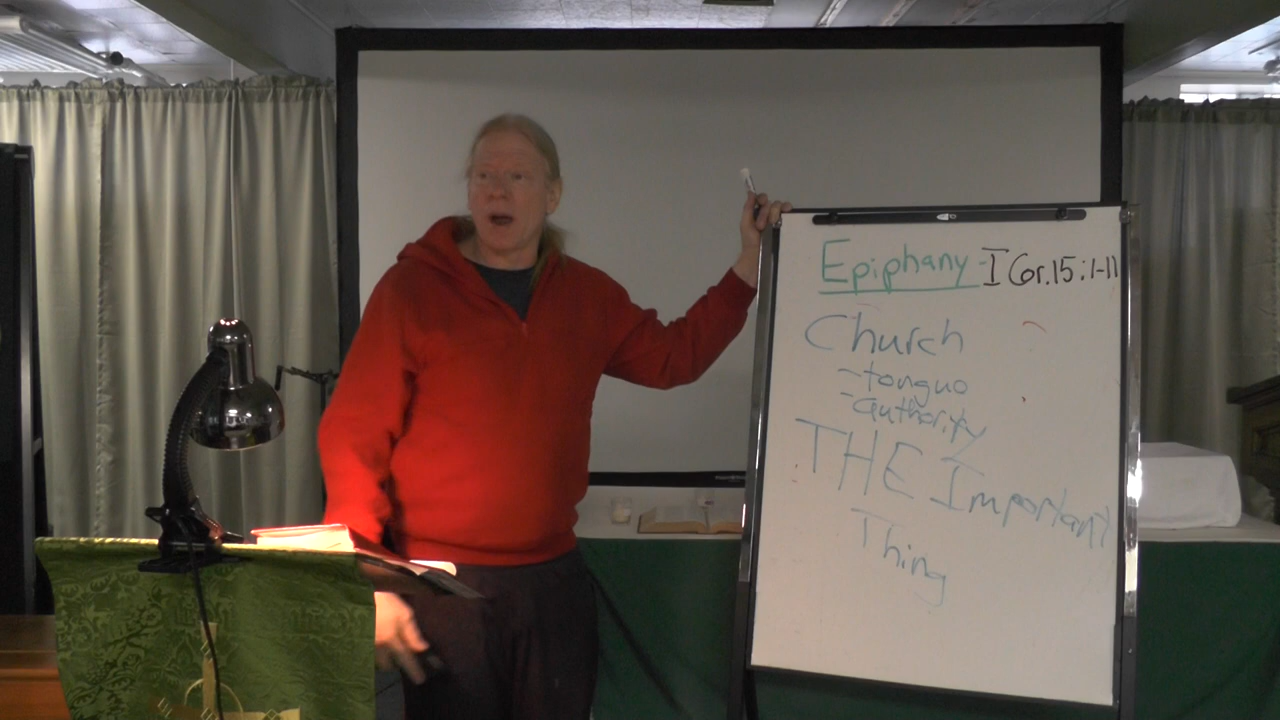 Epiphany - I Cor. 15:1-11
Church
- tongue
- authority
THE Important
Thing